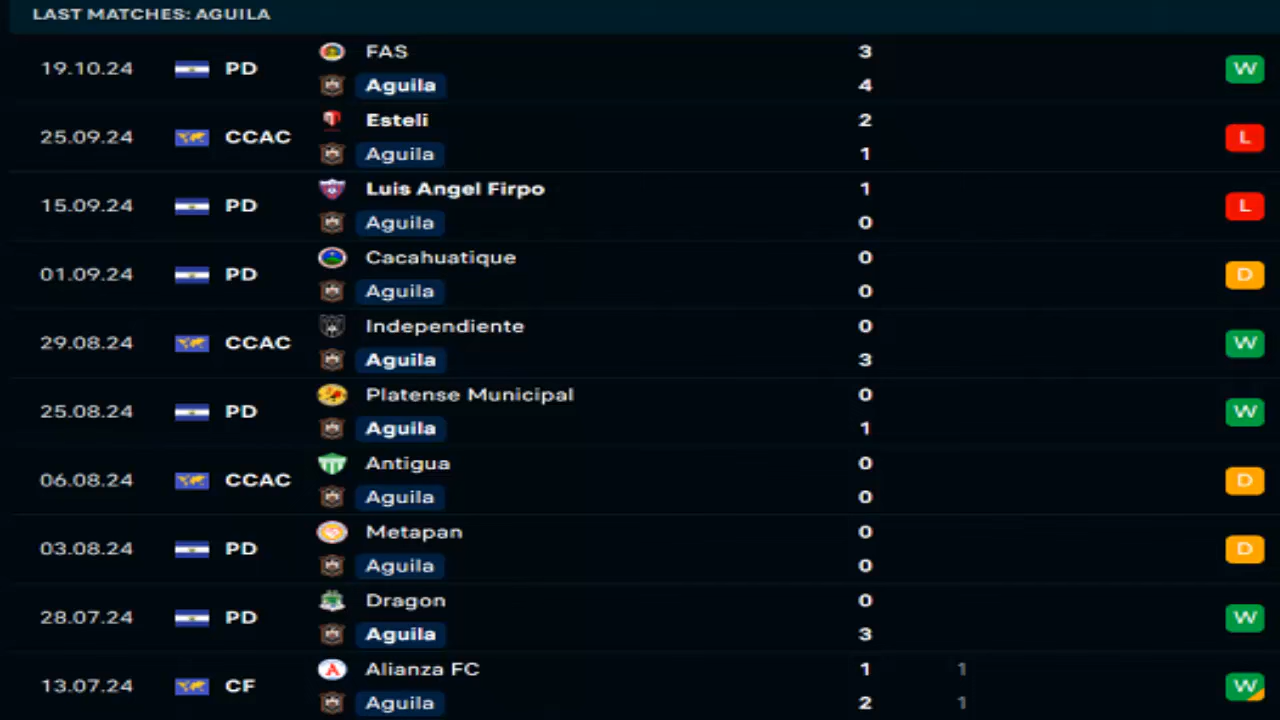 LAST MATCHES: AGUILA
19.10.24 PD FAS 3 W
Aguila 4
25.09.24 CCAC Esteli 2 L
Aguila 1
15.09.24 PD Luis Angel Firpo 1 L
Aguila 0
01.09.24 PD Cacahuatique 0 D
Aguila 0
29.08.24 CCAC Independiente 0 W
Aguila 3
25.08.24 PD Platense Municipal 0 W
Aguila 1
06.08.24 CCAC Antigua 0 D
Aguila 0
03.08.24 PD Metapan 0 D
Aguila 0
28.07.24 PD Dragon 0 W
Aguila 3
13.07.24 CF Alianza FC 1 1 W
Aguila 2 1